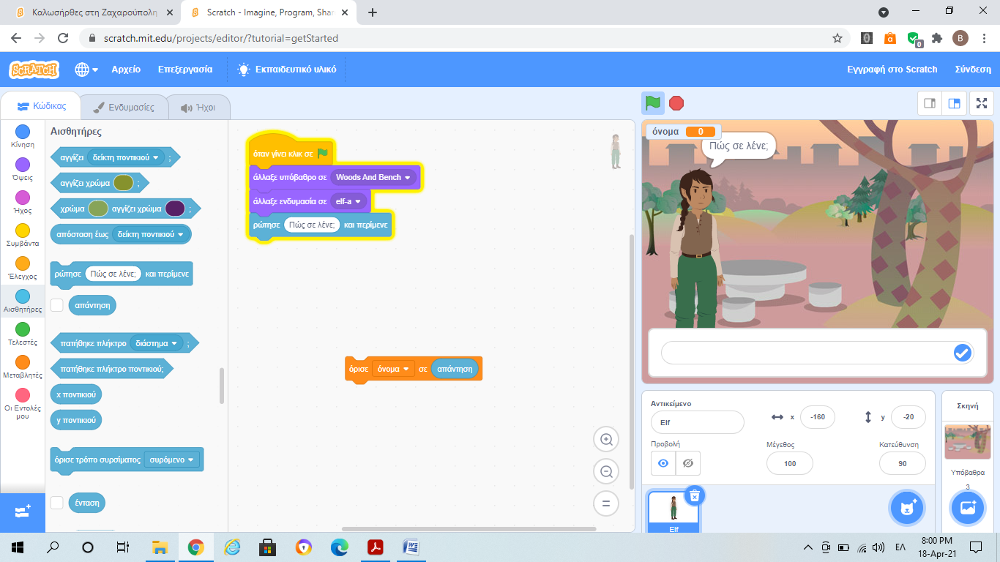 Καλωσήρθες στη Ζαχαρούπολη
Scratch - Imagine, Program, Shar
scratch.mit.edu/projects/editor/?tutorial=getStarted
0
B
SCRATCH
Αρχείο
Επεξεργασία
Εκπαιδευτικό υλικό
Εγγραφή στο Scratch
Σύνδεση
Κώδικας
Ενδυμασίες
Ήχοι
Κίνηση
Όψεις
Ήχος
Συμβάντα
Έλεγχος
Αισθητήρες
Τελεστές
Μεταβλητές
Οι Εντολές
μου
Αισθητήρες
αγγίζει δείκτη ποντικιού ;
αγγίζει χρώμα ;
χρώμα αγγίζει χρώμα ;
απόσταση έως δείκτη ποντικιού
ρώτησε Πώς σε λένε; και περίμενε
απάντηση
πατήθηκε πλήκτρο διάστημα ;
πατήθηκε πλήκτρο ποντικιού;
x ποντικιού
y ποντικιού
όρισε τρόπο συρσίματος συρόμενο
ένταση
όταν γίνει κλικ σε
άλλαξε υπόβαθρο σε Woods And Bench
άλλαξε ενδυμασία σε elf-a
ρώτησε Πώς σε λένε; και περίμενε
όρισε όνομα σε απάντηση
όνομα 0
Πώς σε λένε;
Αντικείμενο
Elf
x -160
y -20
Προβολή
Μέγεθος
100
Κατεύθυνση
90
Elf
Σκηνή
Υπόβαθρα
3
ΕΛ
8:00 PM
18-Apr-21